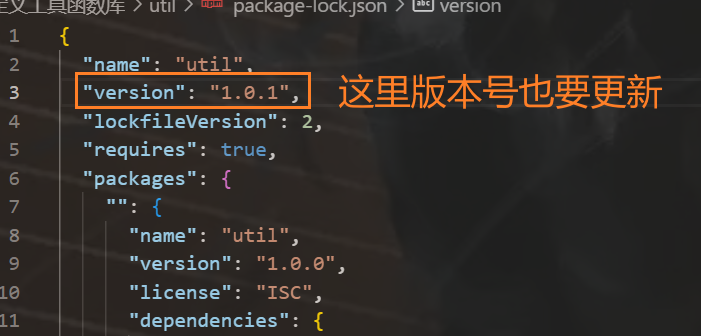 定义工具函数库 > util > package-lock.json > abc version
1 {
2 "name": "util",
3 "version": "1.0.1", 这里版本号也要更新
4 "lockfileVersion": 2,
5 "requires": true,
6 "packages": {
7 "": {
8 "name": "util",
9 "version": "1.0.0",
10 "license": "ISC",
11 "dependencies": {